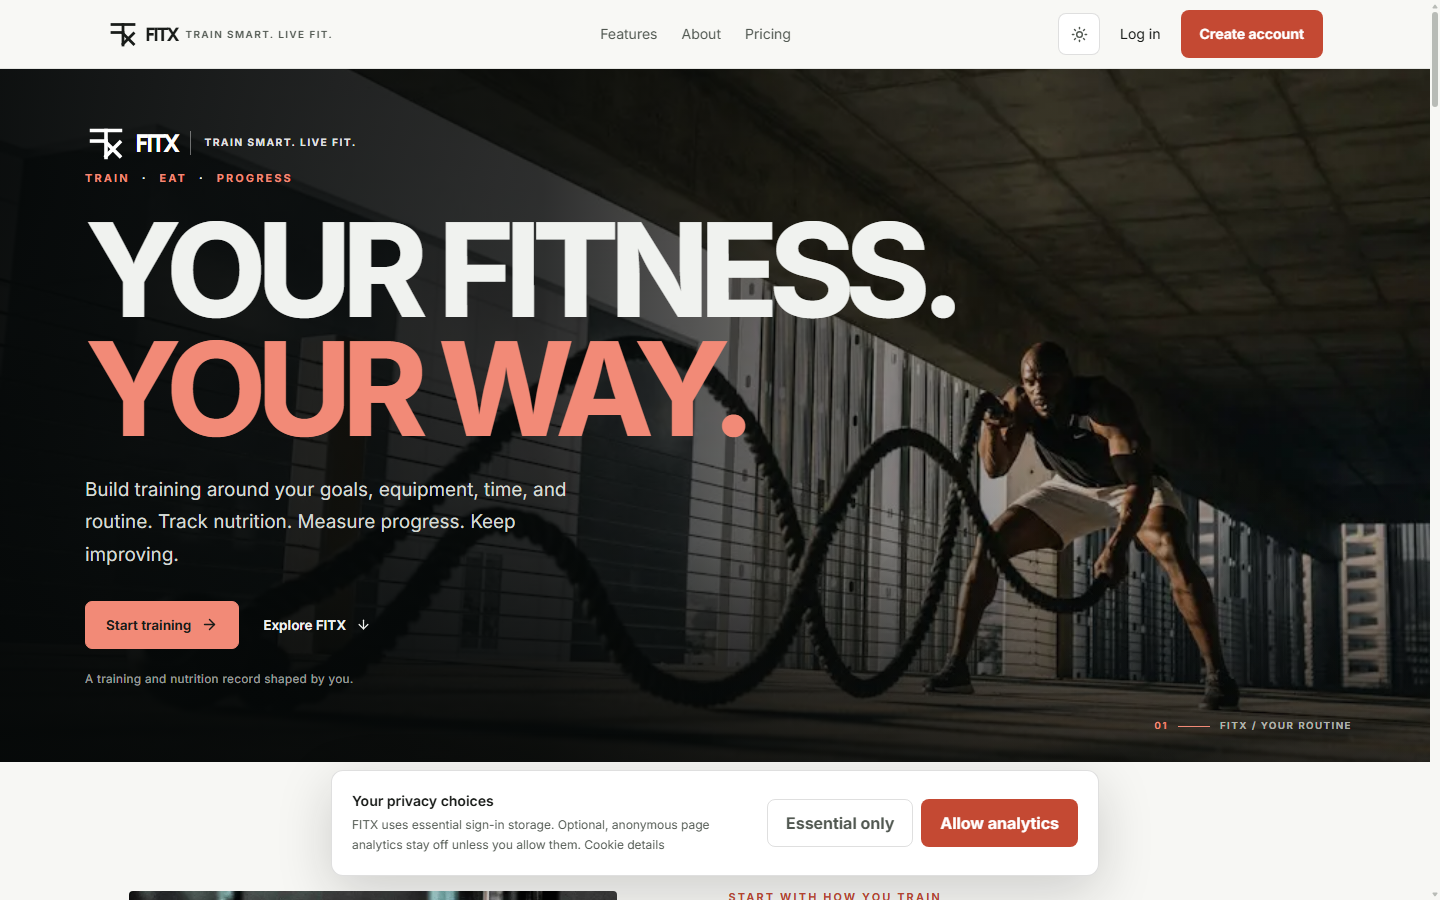 FITX TRAIN SMART. LIVE FIT.
Features
About
Pricing
Log in
Create account
FITX TRAIN SMART. LIVE FIT.
TRAIN · EAT · PROGRESS
YOUR FITNESS.
YOUR WAY.
Build training around your goals, equipment, time, and
routine. Track nutrition. Measure progress. Keep
improving.
Start training
Explore FITX
A training and nutrition record shaped by you.
01 FITX / YOUR ROUTINE
Your privacy choices
FITX uses essential sign-in storage. Optional, anonymous page
analytics stay off unless you allow them. Cookie details
Essential only
Allow analytics
START WITH HOW YOU TRAIN